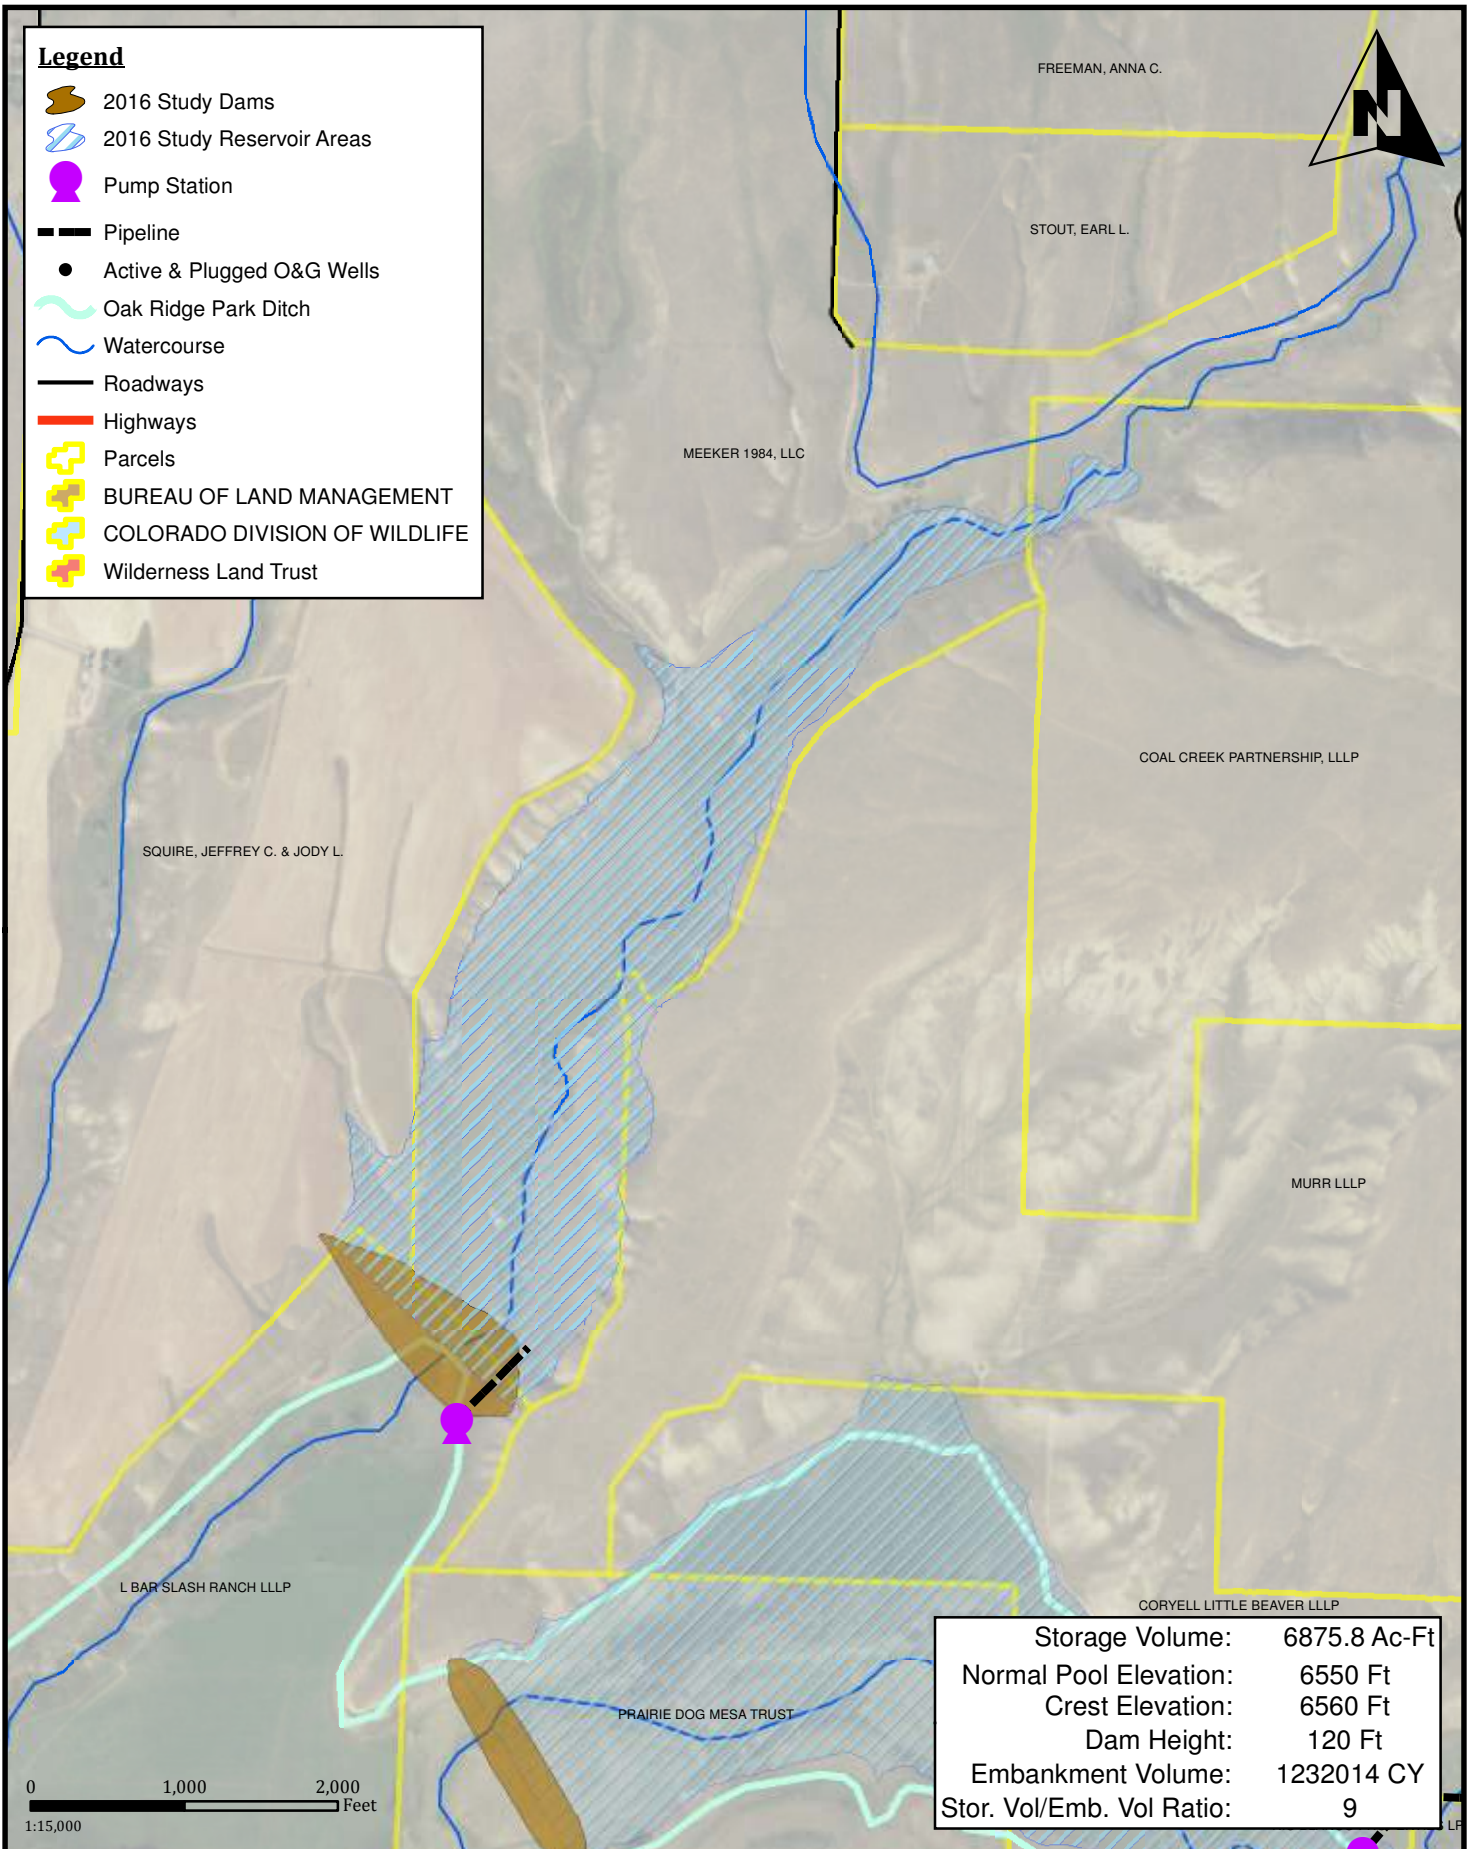 Legend
2016 Study Dams
2016 Study Reservoir Areas
Pump Station
Pipeline
Active & Plugged O&G Wells
Oak Ridge Park Ditch
Watercourse
Roadways
Highways
Parcels
BUREAU OF LAND MANAGEMENT
COLORADO DIVISION OF WILDLIFE
Wilderness Land Trust
N
FREEMAN, ANNA C.
STOUT, EARL L.
MEEKER 1984, LLC
COAL CREEK PARTNERSHIP, LLLP
SQUIRE, JEFFREY C. & JODY L.
MURR LLLP
L BAR SLASH RANCH LLLP
CORYELL LITTLE BEAVER LLLP
PRAIRIE DOG MESA TRUST
Storage Volume: 6875.8 Ac-Ft
Normal Pool Elevation: 6550 Ft
Crest Elevation: 6560 Ft
Dam Height: 120 Ft
Embankment Volume: 1232014 CY
Stor. Vol/Emb. Vol Ratio: 9
0 1,000 2,000
Feet
1:15,000